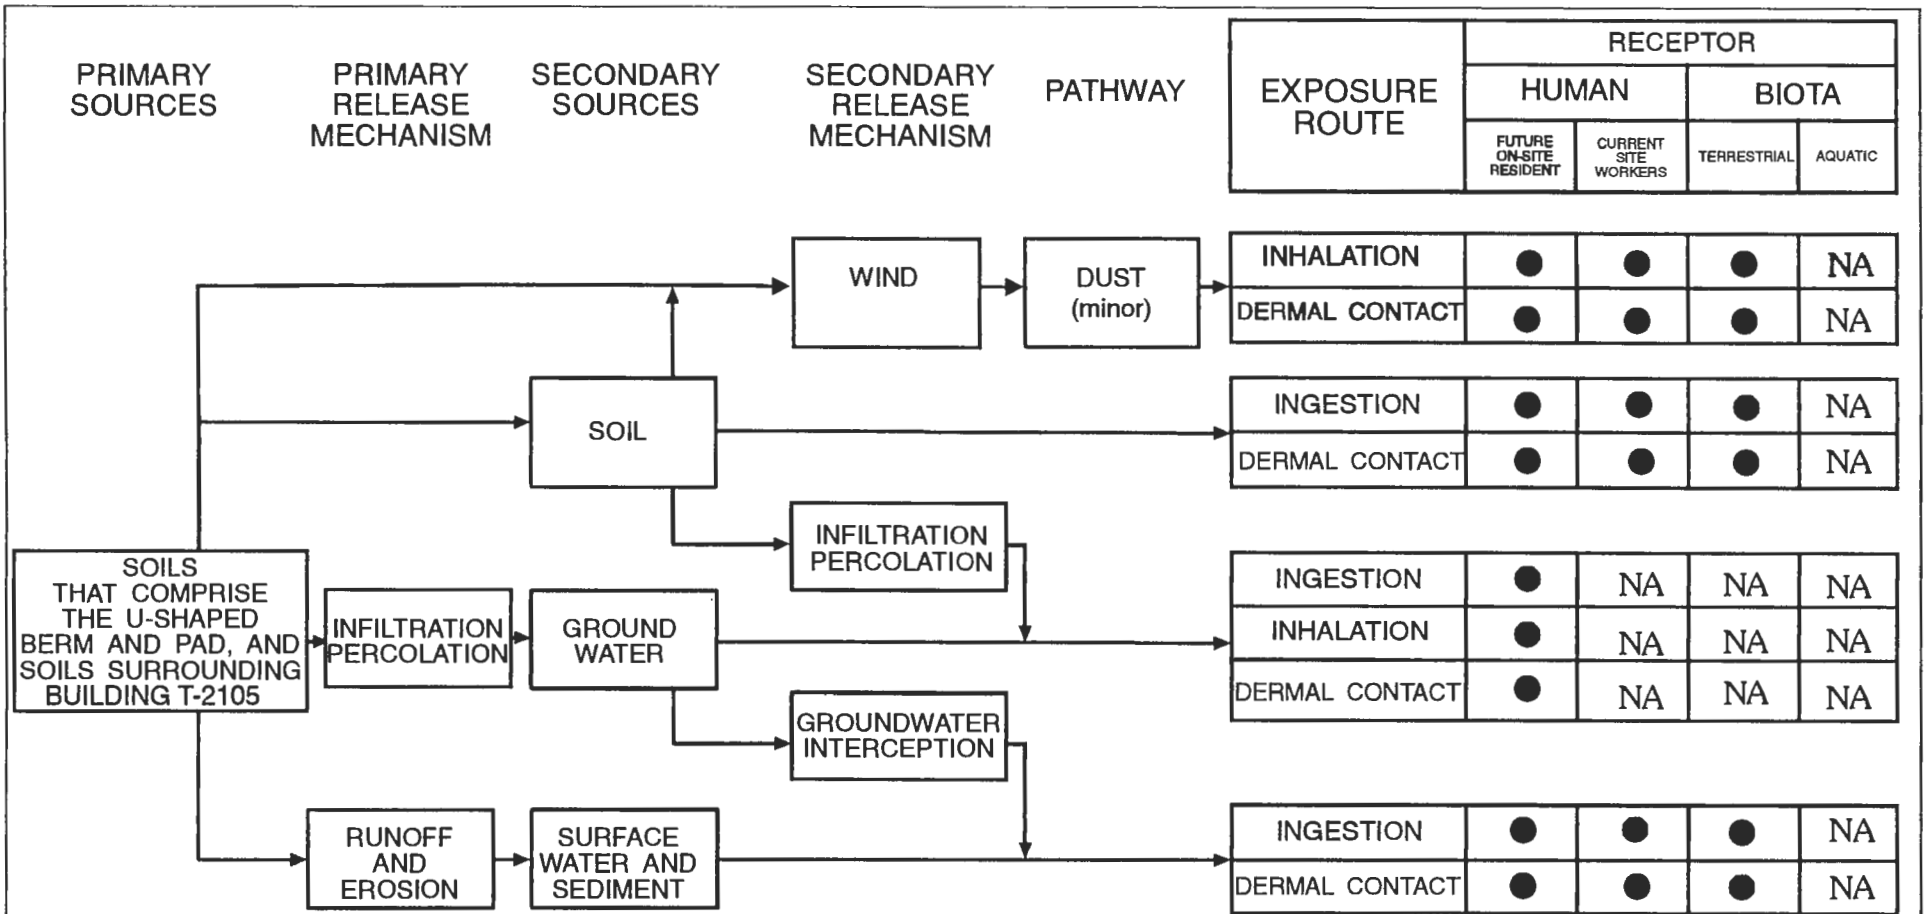 PRIMARY
SOURCES
PRIMARY
RELEASE
MECHANISM
SECONDARY
SOURCES
SECONDARY
RELEASE
MECHANISM
PATHWAY
EXPOSURE
ROUTE
RECEPTOR
HUMAN
BIOTA
FUTURE
ON-SITE
RESIDENT
CURRENT
SITE
WORKERS
TERRESTRIAL
AQUATIC
WIND
DUST
(minor)
INHALATION
NA
DERMAL CONTACT
NA
SOIL
INGESTION
NA
DERMAL CONTACT
NA
INFILTRATION
PERCOLATION
SOILS
THAT COMPRISE
THE U-SHAPED
BERM AND PAD, AND
SOILS SURROUNDING
BUILDING T-2105
INFILTRATION
PERCOLATION
GROUND
WATER
INGESTION
NA NA NA
INHALATION
NA NA NA
DERMAL CONTACT
NA NA NA
GROUNDWATER
INTERCEPTION
RUNOFF
AND
EROSION
SURFACE
WATER AND
SEDIMENT
INGESTION
NA
DERMAL CONTACT
NA